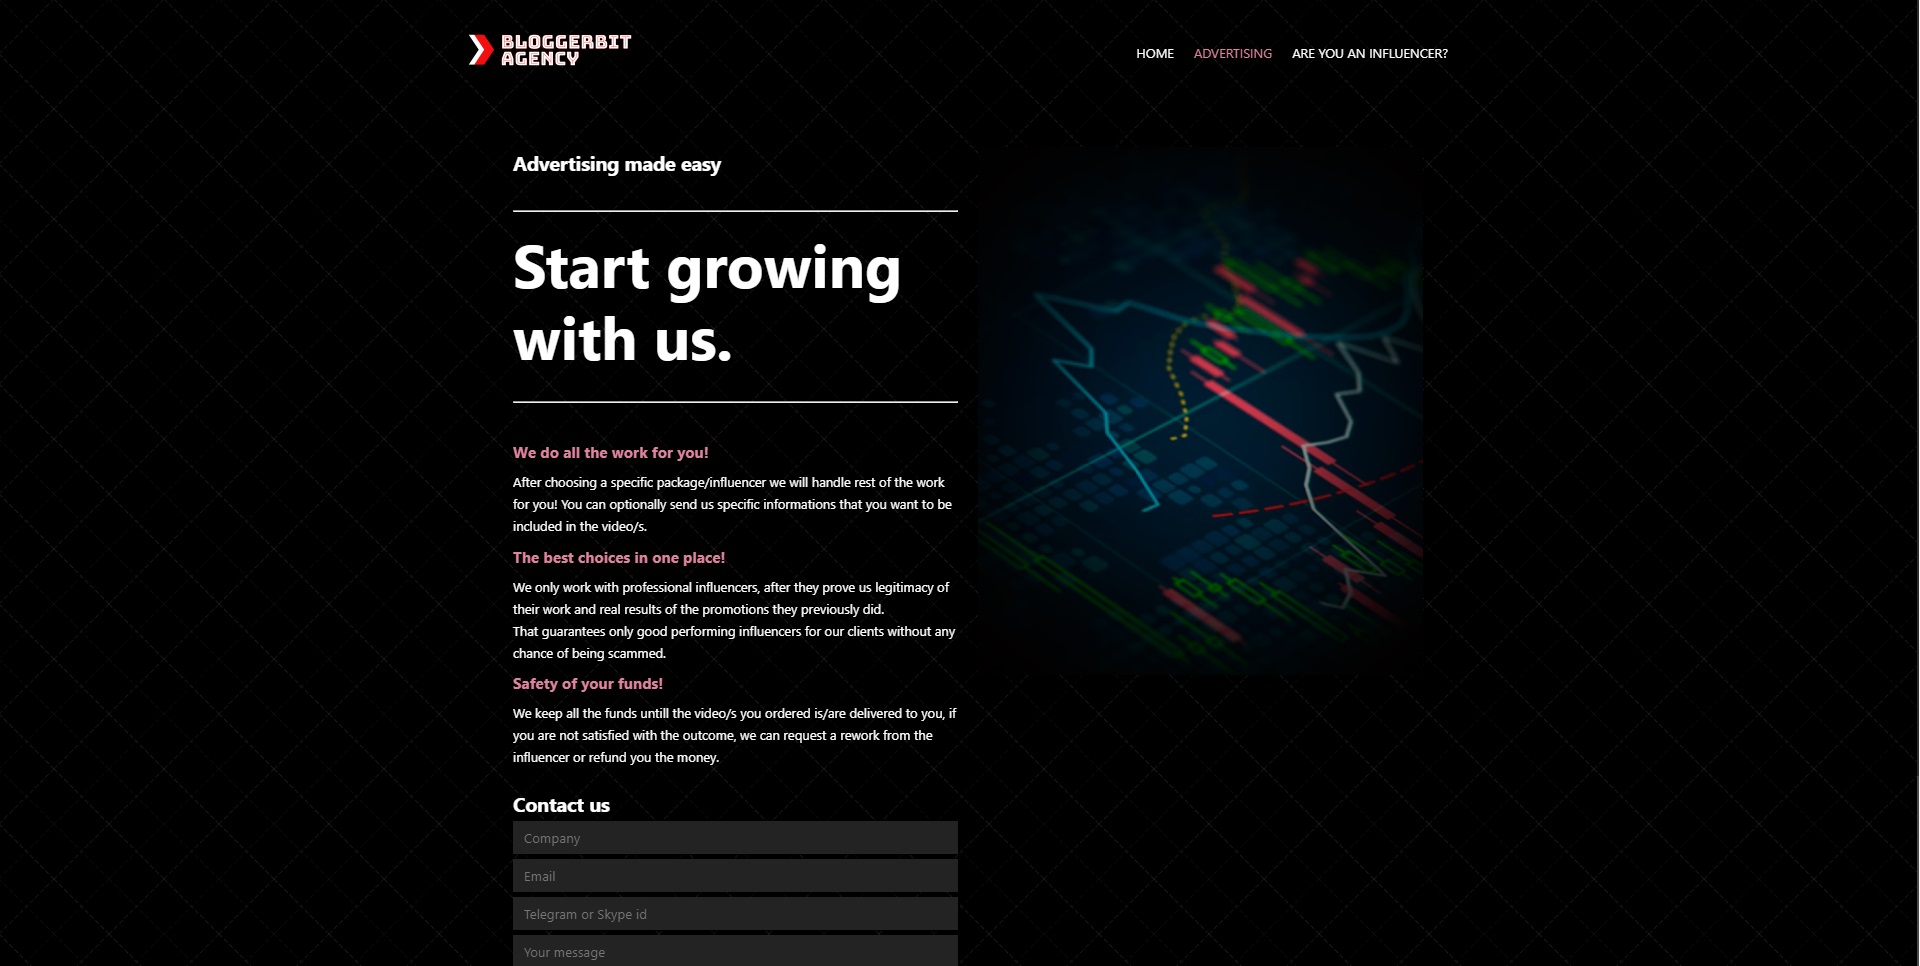 BLOGGERBIT
AGENCY
HOME ADVERTISING ARE YOU AN INFLUENCER?
Advertising made easy
Start growing
with us.
We do all the work for you!
After choosing a specific package/influencer we will handle rest of the work
for you! You can optionally send us specific informations that you want to be
included in the video/s.
The best choices in one place!
We only work with professional influencers, after they prove us legitimacy of
their work and real results of the promotions they previously did.
That guarantees only good performing influencers for our clients without any
chance of being scammed.
Safety of your funds!
We keep all the funds untill the video/s you ordered is/are delivered to you, if
you are not satisfied with the outcome, we can request a rework from the
influencer or refund you the money.
Contact us
Company
Email
Telegram or Skype id
Your message